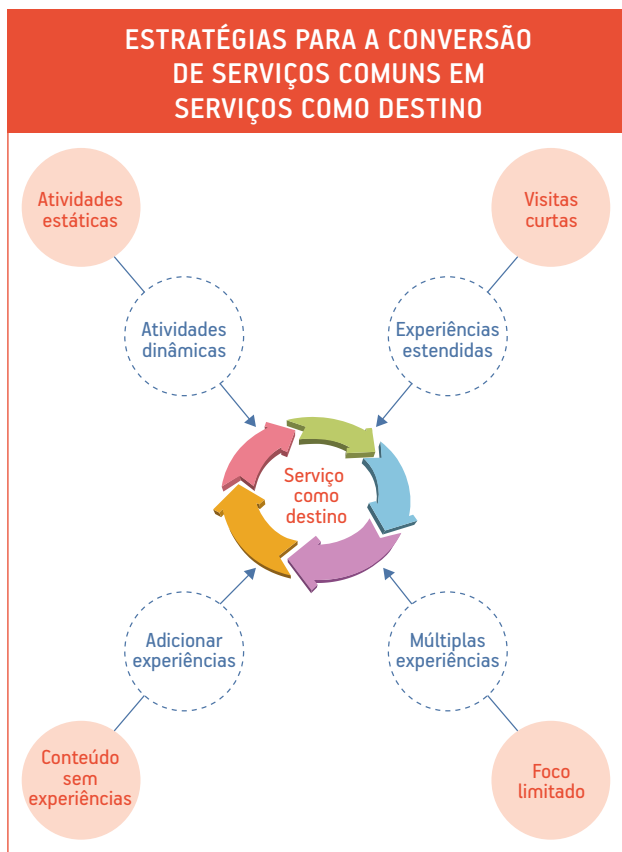 ESTRATÉGIAS PARA A CONVERSÃO
DE SERVIÇOS COMUNS EM
SERVIÇOS COMO DESTINO
Atividades
estáticas
Visitas
curtas
Atividades
dinâmicas
Experiências
estendidas
Serviço
como
destino
Adicionar
experiências
Múltiplas
experiências
Conteúdo
sem
experiências
Foco
limitado